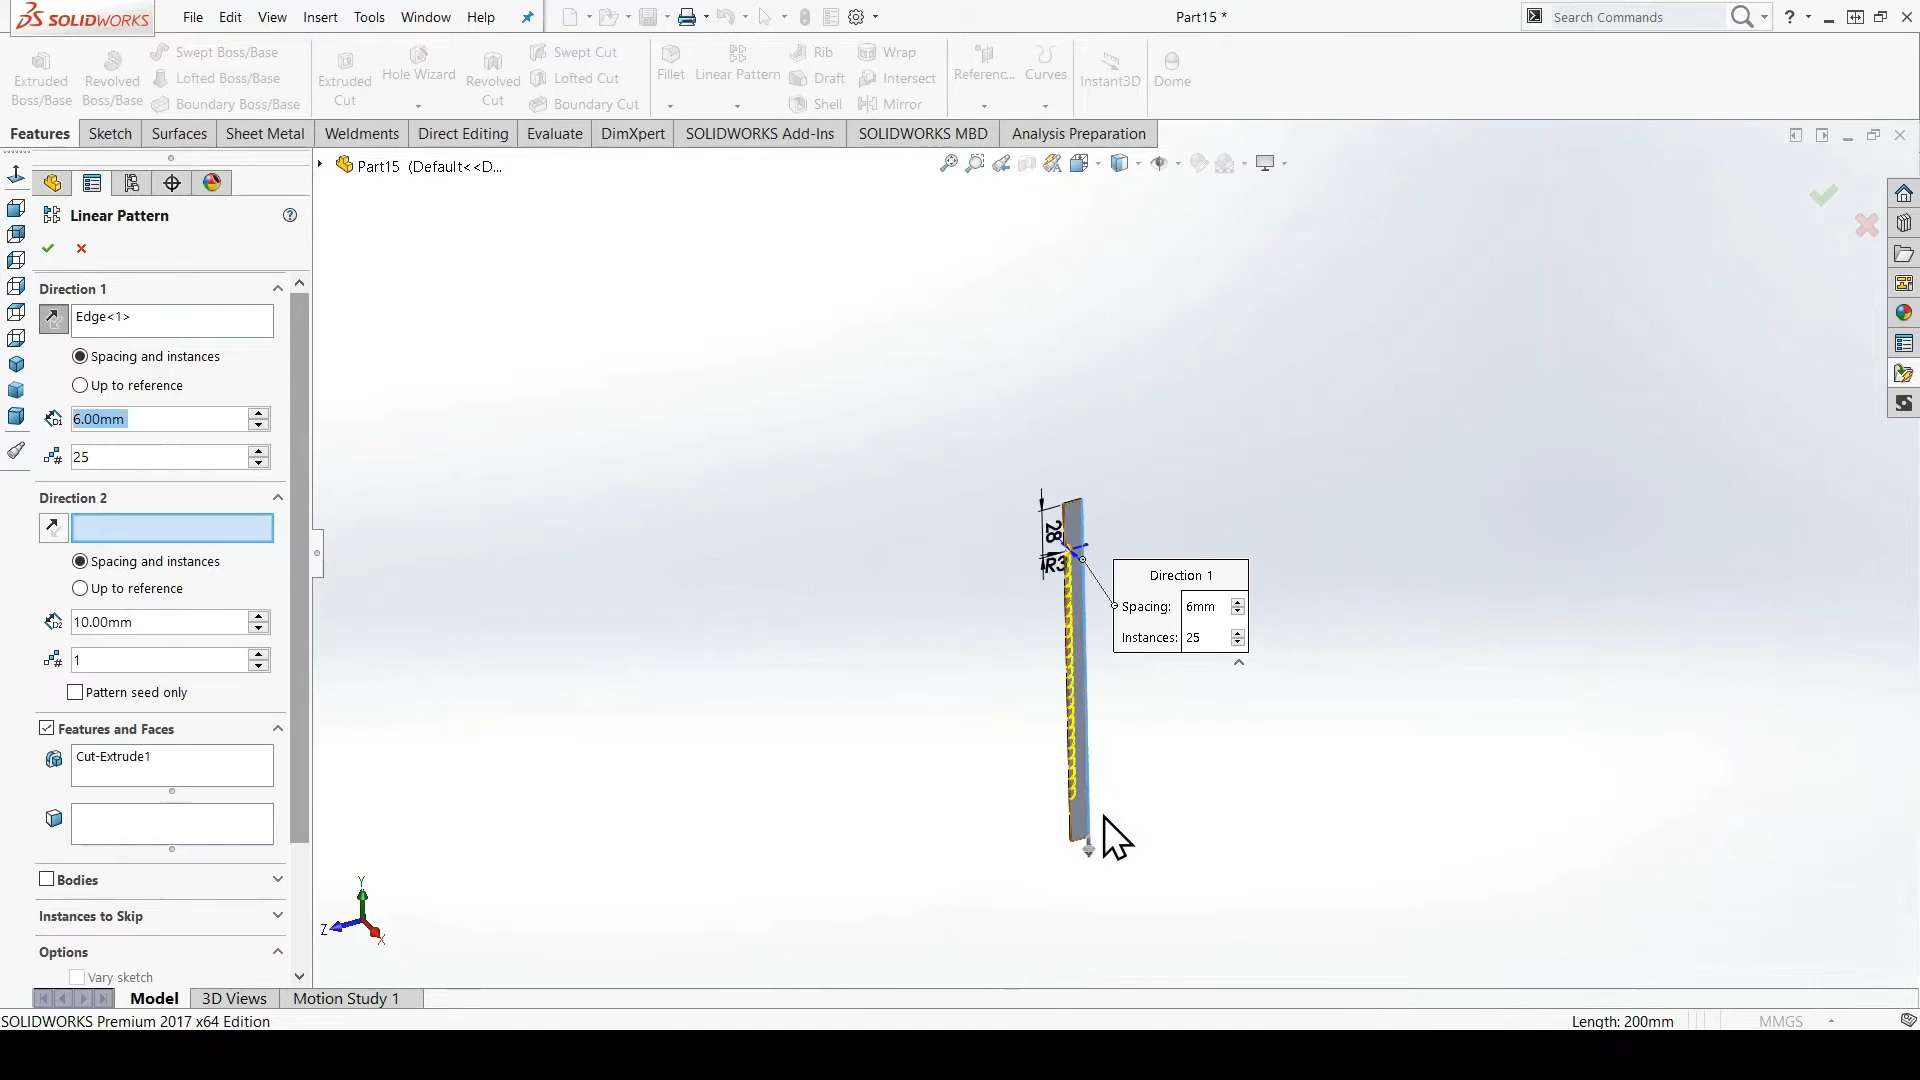 SOLIDWORKS File Edit View Insert Tools Window Help Part15 * Search Commands ?
Extruded Boss/Base
Revolved Boss/Base
Swept Boss/Base
Lofted Boss/Base
Boundary Boss/Base
Extruded Cut
Hole Wizard
Revolved Cut
Swept Cut
Lofted Cut
Boundary Cut
Fillet
Linear Pattern
Rib
Draft
Shell
Wrap
Intersect
Mirror
Referenc...
Curves
Instant3D
Dome
Features Sketch Surfaces Sheet Metal Weldments Direct Editing Evaluate DimXpert SOLIDWORKS Add-Ins SOLIDWORKS MBD Analysis Preparation
Part15 (Default<<D...
Linear Pattern ?
Direction 1
Edge<1>
Spacing and instances
Up to reference
D1 6.00mm
# 25
Direction 2
Spacing and instances
Up to reference
D2 10.00mm
# 1
Pattern seed only
Features and Faces
Cut-Extrude1
Bodies
Instances to Skip
Options
Vary sketch
28
R3
Direction 1
Spacing: 6mm
Instances: 25
Y
Z
X
Model 3D Views Motion Study 1
SOLIDWORKS Premium 2017 x64 Edition Length: 200mm MMGS